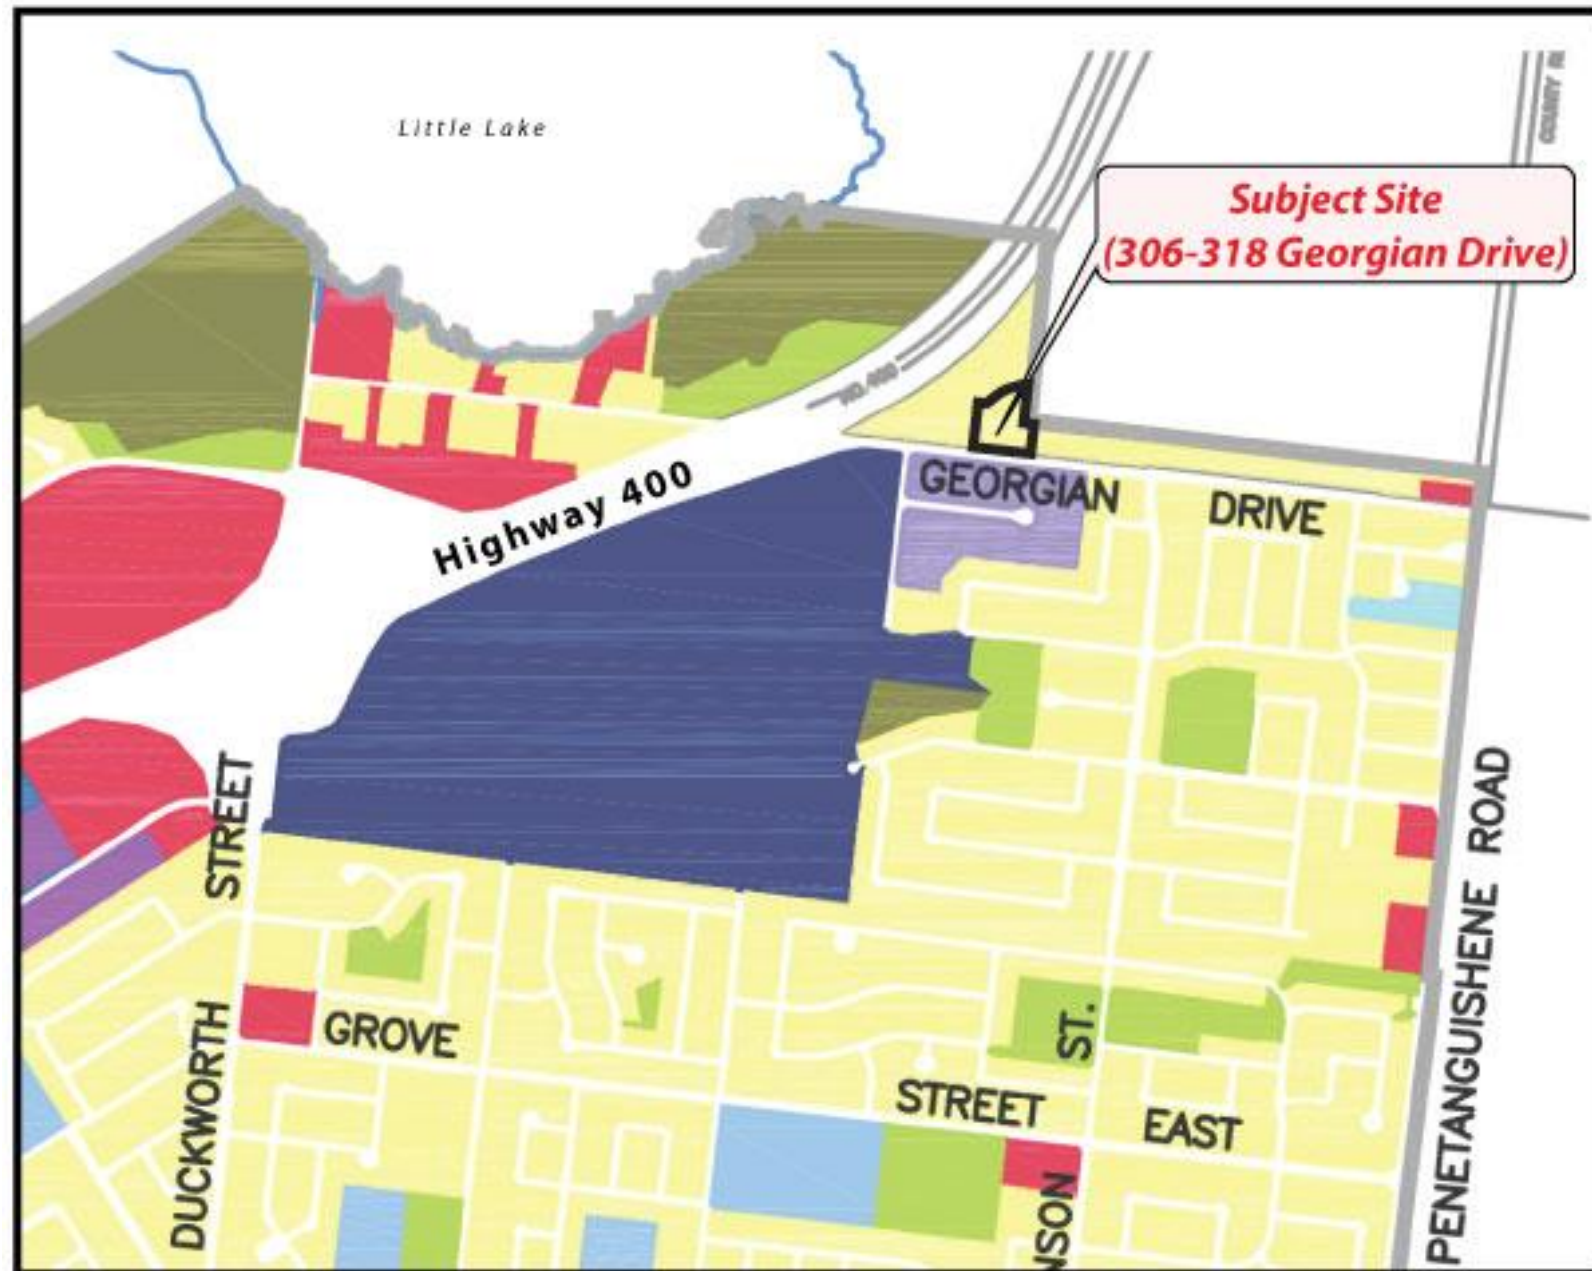 Little Lake
Subject Site
(306-318 Georgian Drive)
Highway 400
GEORGIAN DRIVE
STREET
DUCKWORTH
GROVE STREET EAST
ST.
NSON
PENETANGUISHENE ROAD